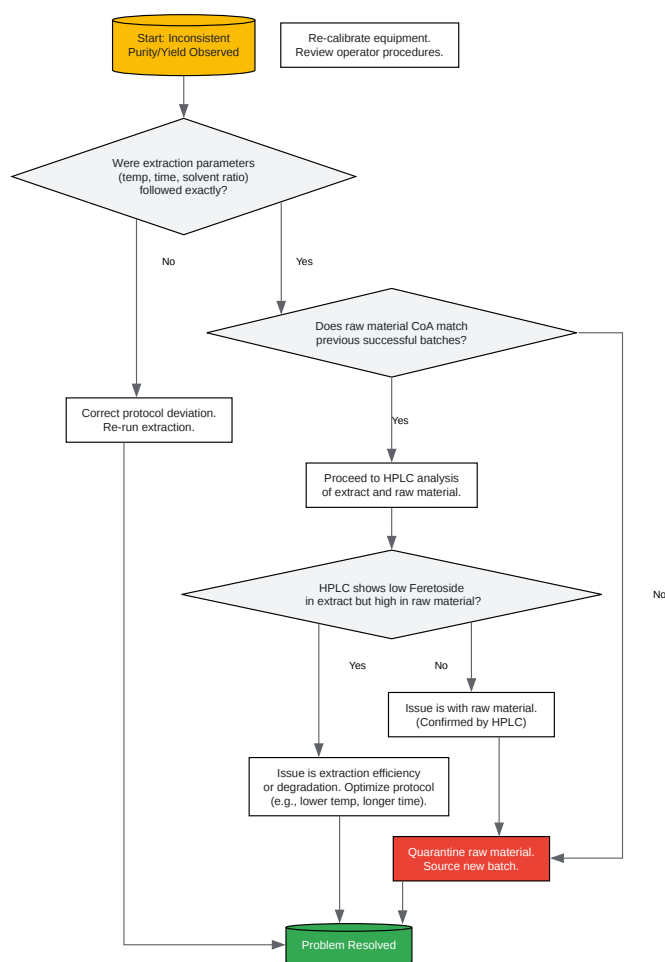 Start: Inconsistent
Purity/Yield Observed
Re-calibrate equipment.
Review operator procedures.
Were extraction parameters
(temp, time, solvent ratio)
followed exactly?
No
Yes
Does raw material CoA match
previous successful batches?
Correct protocol deviation.
Re-run extraction.
Yes
Proceed to HPLC analysis
of extract and raw material.
HPLC shows low Feretoside
in extract but high in raw material?
No
Yes
No
Issue is with raw material.
(Confirmed by HPLC)
Issue is extraction efficiency
or degradation. Optimize protocol
(e.g., lower temp, longer time).
Quarantine raw material.
Source new batch.
Problem Resolved